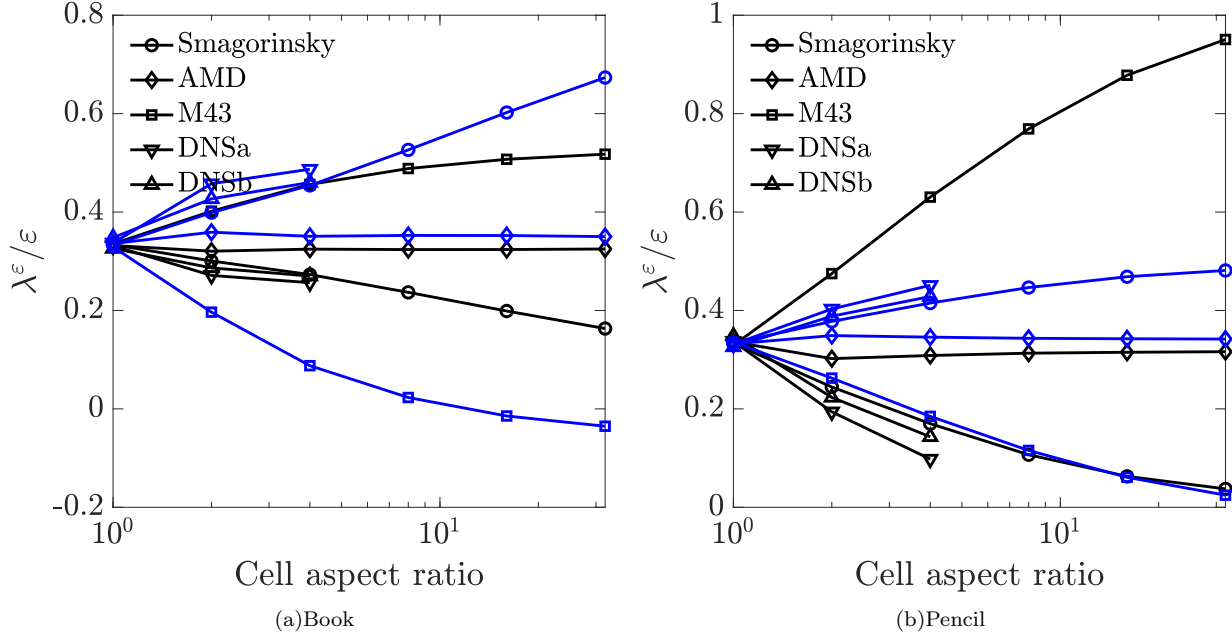 0.8
0.6
0.4
0.2
0
-0.2
λ^ε/ε
Smagorinsky
AMD
M43
DNSa
DNSb
10^0
10^1
Cell aspect ratio
(a)Book
1
0.8
0.6
0.4
0.2
0
λ^ε/ε
Smagorinsky
AMD
M43
DNSa
DNSb
10^0
10^1
Cell aspect ratio
(b)Pencil